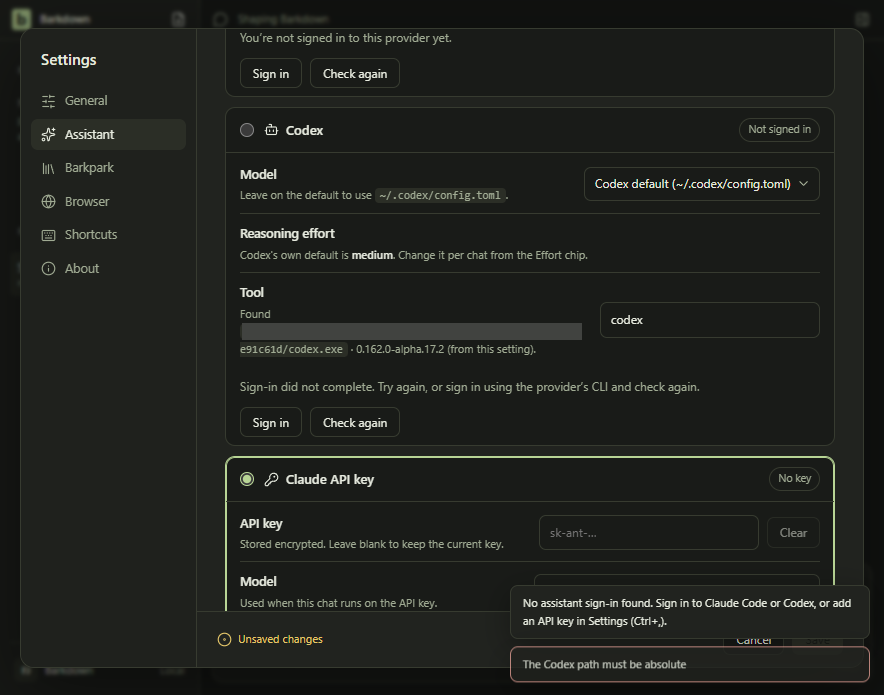 Barkdown
Shaping Barkdown
Settings
General
Assistant
Barkpark
Browser
Shortcuts
About
You're not signed in to this provider yet.
Sign in
Check again
Codex
Not signed in
Model
Leave on the default to use ~/.codex/config.toml.
Codex default (~/.codex/config.toml)
Reasoning effort
Codex's own default is medium. Change it per chat from the Effort chip.
Tool
Found
codex
e91c61d/codex.exe · 0.162.0-alpha.17.2 (from this setting).
Sign-in did not complete. Try again, or sign in using the provider's CLI and check again.
Sign in
Check again
Claude API key
No key
API key
Stored encrypted. Leave blank to keep the current key.
sk-ant-...
Clear
Model
Used when this chat runs on the API key.
No assistant sign-in found. Sign in to Claude Code or Codex, or add
an API key in Settings (Ctrl+,).
Unsaved changes
Cancel
The Codex path must be absolute
Barkdown